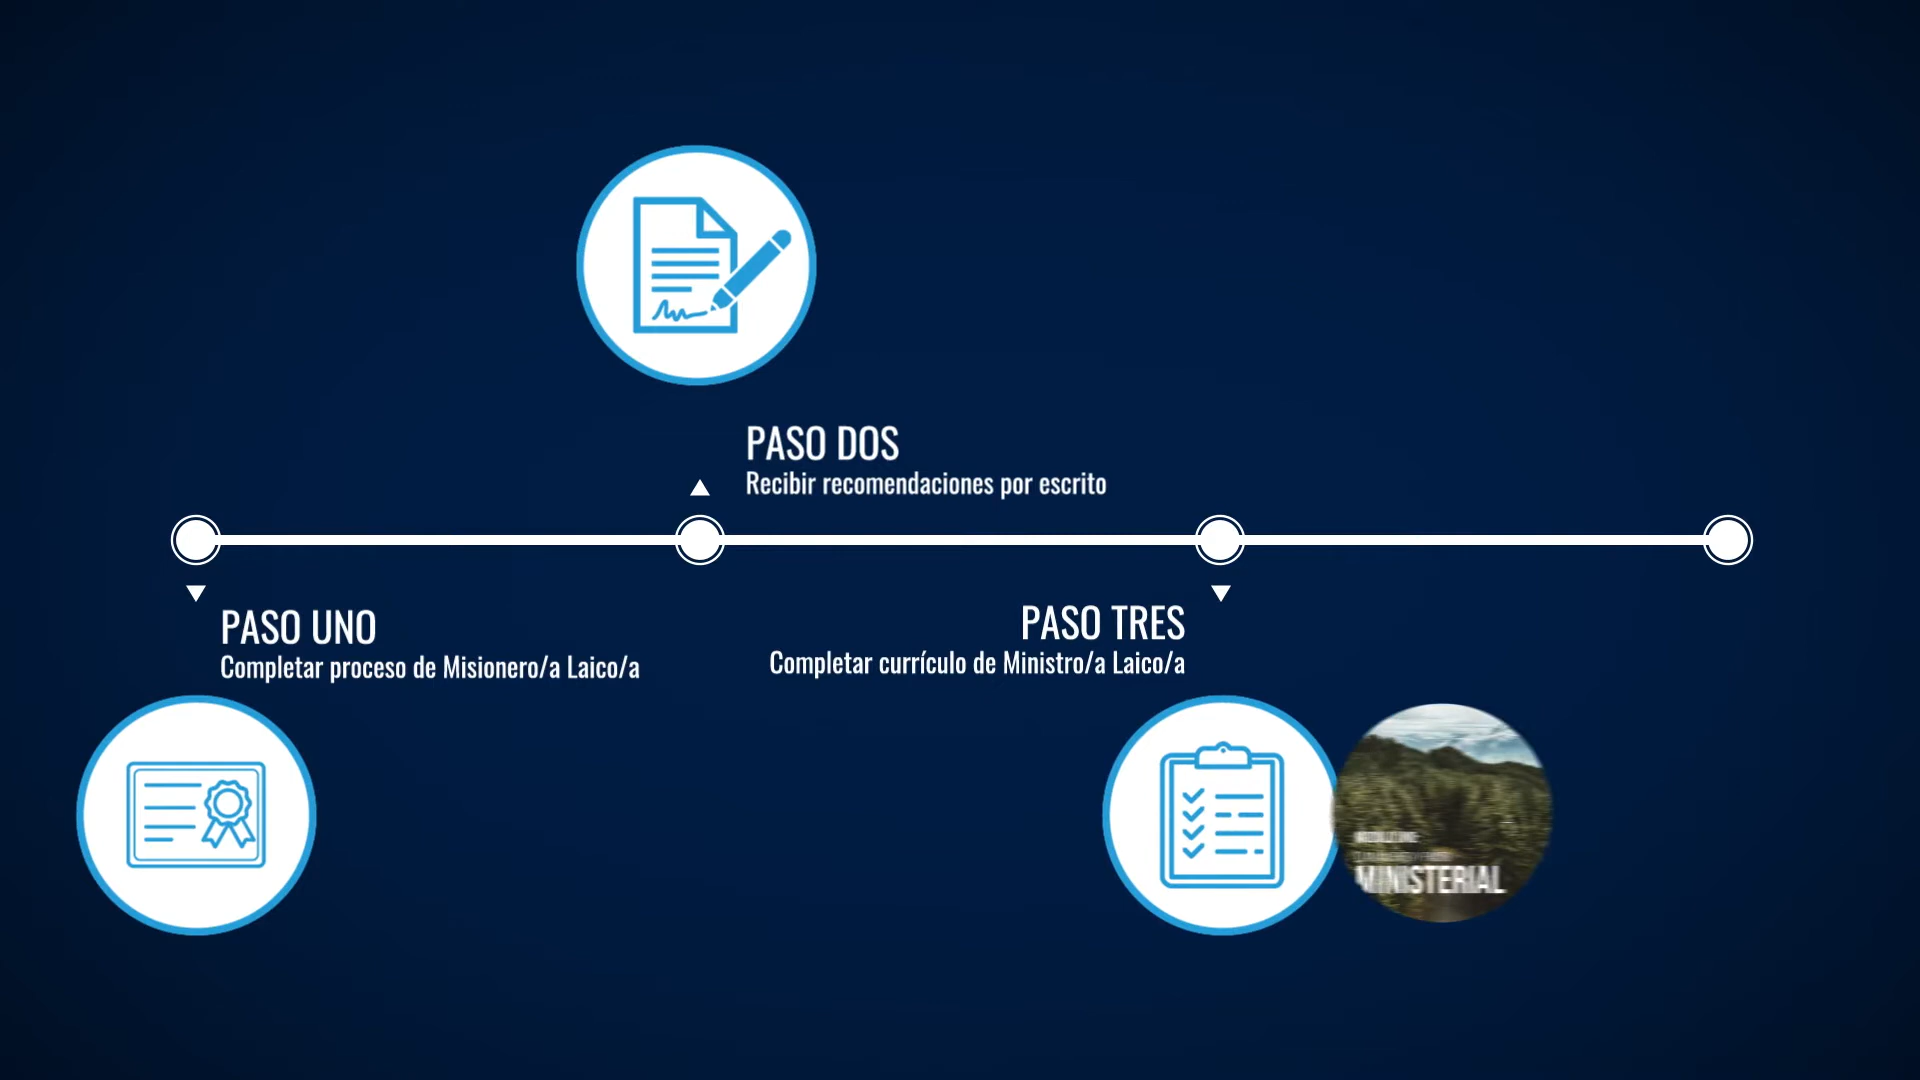 PASO DOS
Recibir recomendaciones por escrito
PASO UNO
Completar proceso de Misionero/a Laico/a
PASO TRES
Completar currículo de Ministro/a Laico/a
MINISTERIAL